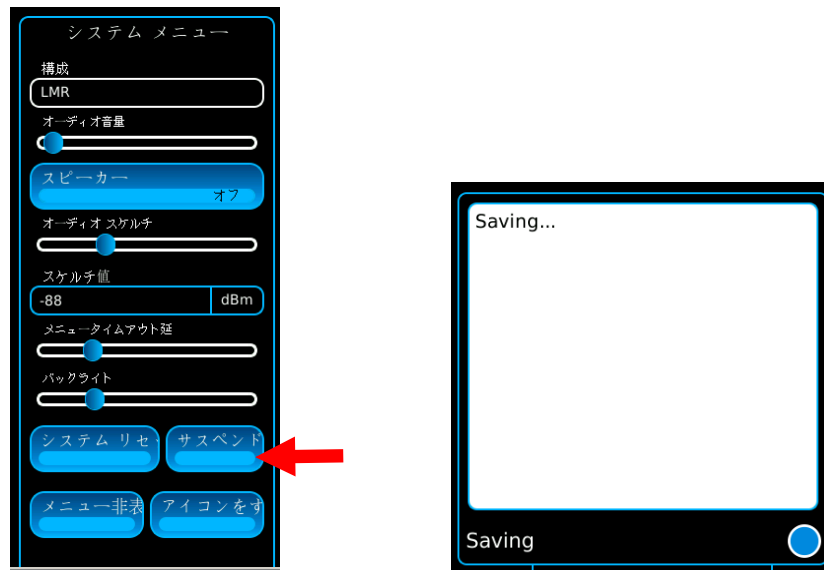 システム メニュー
構成
LMR
オーディオ音量
スピーカー
オフ
オーディオ スケルチ
スケルチ値
-88 dBm
メニュータイムアウト延
バックライト
システム リセ サスペンド
メニュー非表 アイコンをす
Saving...
Saving